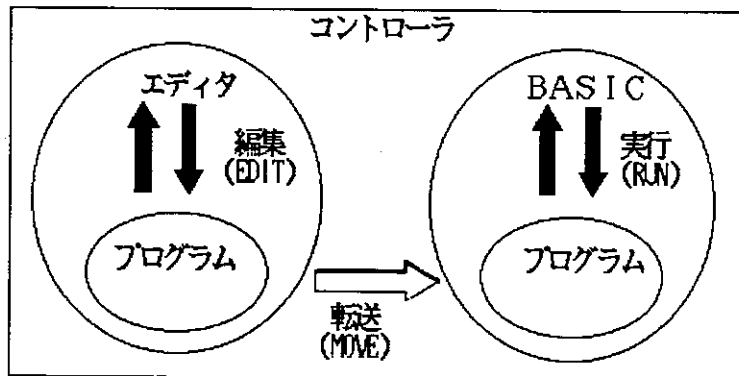 コントローラ
エディタ
編集
(EDIT)
プログラム
転送
(MOVE)
BASIC
実行
(RUN)
プログラム